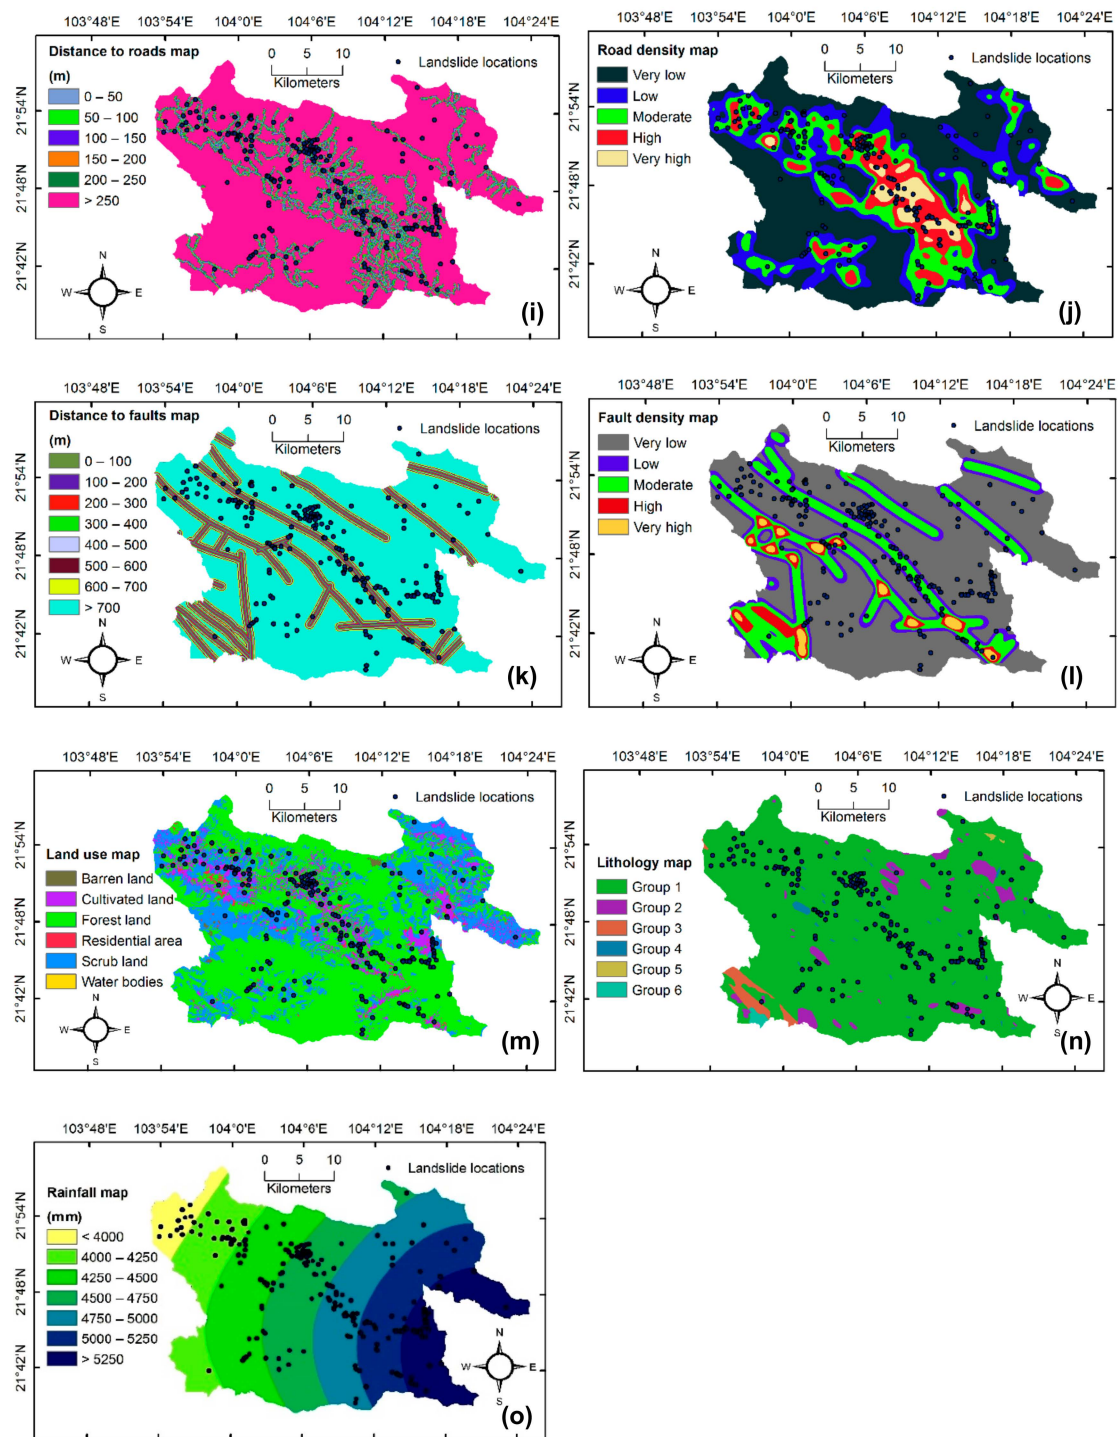 103°48'E 103°54'E 104°0'E 104°6'E 104°12'E 104°18'E 104°24'E
Distance to roads map
(m)
0 – 50
50 – 100
100 – 150
150 – 200
200 – 250
> 250
0 5 10
Kilometers
Landslide locations
21°54'N
21°48'N
21°42'N
N
W E
S
(i)
103°48'E 103°54'E 104°0'E 104°6'E 104°12'E 104°18'E 104°24'E
Road density map
Very low
Low
Moderate
High
Very high
0 5 10
Kilometers
Landslide locations
21°54'N
21°48'N
21°42'N
N
W E
S
(j)
103°48'E 103°54'E 104°0'E 104°6'E 104°12'E 104°18'E 104°24'E
Distance to faults map
(m)
0 – 100
100 – 200
200 – 300
300 – 400
400 – 500
500 – 600
600 – 700
> 700
0 5 10
Kilometers
Landslide locations
21°54'N
21°48'N
21°42'N
N
W E
S
(k)
103°48'E 103°54'E 104°0'E 104°6'E 104°12'E 104°18'E 104°24'E
Fault density map
Very low
Low
Moderate
High
Very high
0 5 10
Kilometers
Landslide locations
21°54'N
21°48'N
21°42'N
N
W E
S
(l)
103°48'E 103°54'E 104°0'E 104°6'E 104°12'E 104°18'E 104°24'E
Land use map
Barren land
Cultivated land
Forest land
Residential area
Scrub land
Water bodies
0 5 10
Kilometers
Landslide locations
21°54'N
21°48'N
21°42'N
N
W E
S
(m)
103°48'E 103°54'E 104°0'E 104°6'E 104°12'E 104°18'E 104°24'E
Lithology map
Group 1
Group 2
Group 3
Group 4
Group 5
Group 6
0 5 10
Kilometers
Landslide locations
21°54'N
21°48'N
21°42'N
N
W E
S
(n)
103°48'E 103°54'E 104°0'E 104°6'E 104°12'E 104°18'E 104°24'E
Rainfall map
(mm)
< 4000
4000 – 4250
4250 – 4500
4500 – 4750
4750 – 5000
5000 – 5250
> 5250
0 5 10
Kilometers
Landslide locations
21°54'N
21°48'N
21°42'N
N
W E
S
(o)